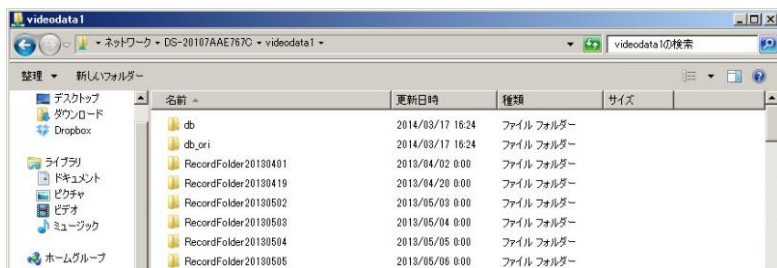 videodata1
ネットワーク DS-20107AAE767C videodata1
videodata1の検索
整理 新しいフォルダー
デスクトップ
ダウンロード
Dropbox
ライブラリ
ドキュメント
ピクチャ
ビデオ
ミュージック
ホームグループ
名前 更新日時 種類 サイズ
db 2014/03/17 16:24 ファイル フォルダー
db_ori 2014/03/17 16:24 ファイル フォルダー
RecordFolder20130401 2013/04/02 0:00 ファイル フォルダー
RecordFolder20130419 2013/04/20 0:00 ファイル フォルダー
RecordFolder20130502 2013/05/03 0:00 ファイル フォルダー
RecordFolder20130503 2013/05/04 0:00 ファイル フォルダー
RecordFolder20130504 2013/05/05 0:00 ファイル フォルダー
RecordFolder20130505 2013/05/06 0:00 ファイル フォルダー